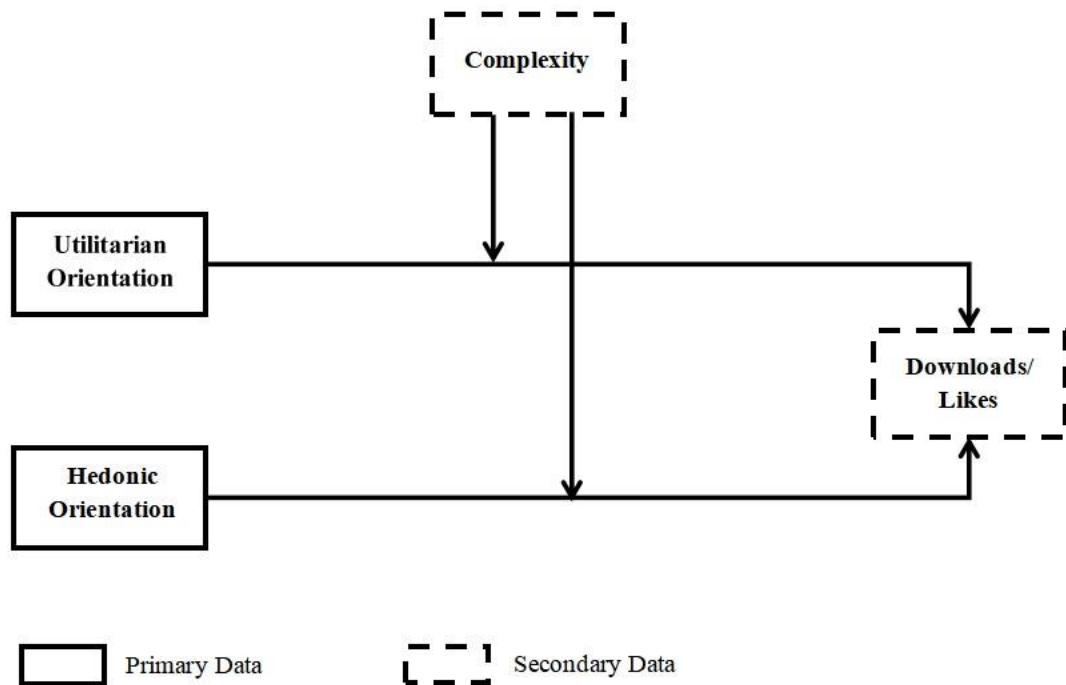 Complexity
Utilitarian
Orientation
Downloads/
Likes
Hedonic
Orientation
Primary Data
Secondary Data